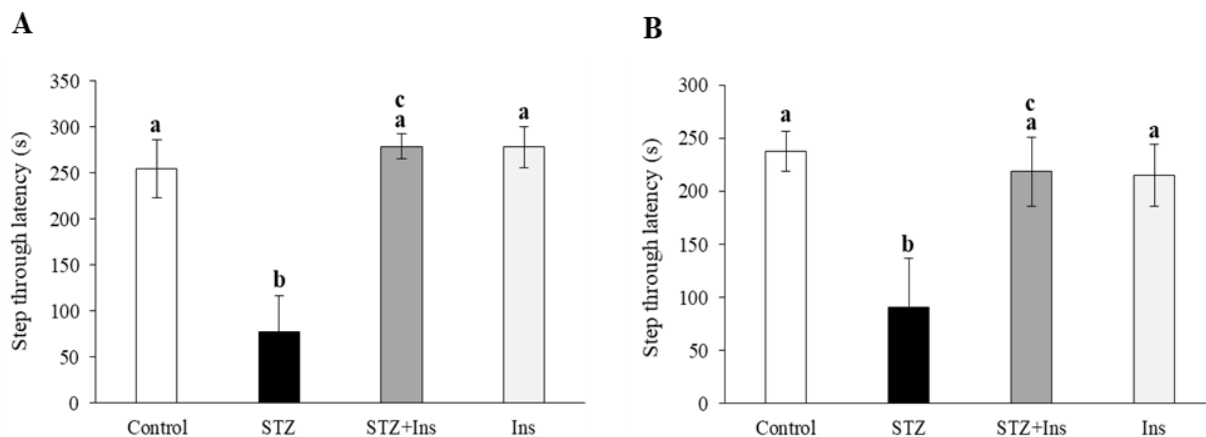 A
Step through latency (s)
350
300
250
200
150
100
50
0
a
b
c
a
a
Control
STZ
STZ+Ins
Ins
B
Step through latency (s)
300
250
200
150
100
50
0
a
b
c
a
a
Control
STZ
STZ+Ins
Ins